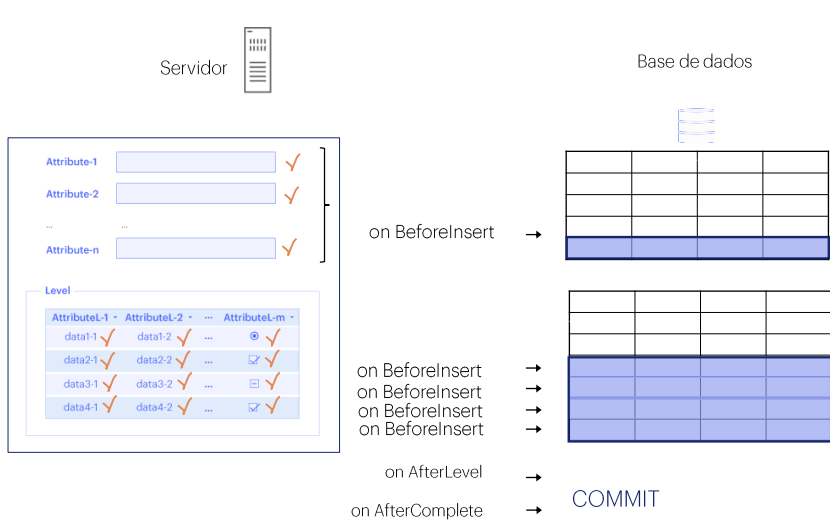 Servidor
Base de dados
Attribute-1
Attribute-2
... ...
Attribute-n
on BeforeInsert
Level
AttributeL-1 AttributeL-2 ... AttributeL-m
data1-1 data1-2 ...
data2-1 data2-2 ...
data3-1 data3-2 ...
data4-1 data4-2 ...
on BeforeInsert
on BeforeInsert
on BeforeInsert
on BeforeInsert
on AfterLevel
on AfterComplete
COMMIT